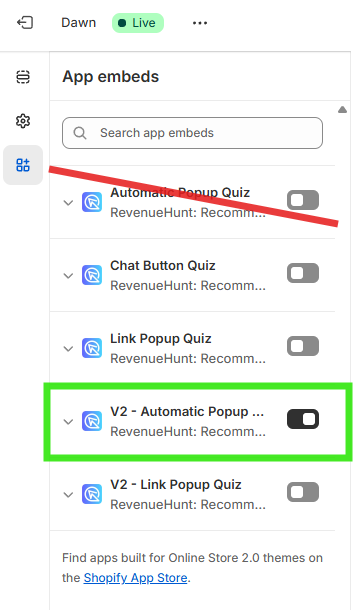 Dawn
Live
App embeds
Search app embeds
Automatic Popup Quiz
RevenueHunt: Recomm...
Chat Button Quiz
RevenueHunt: Recomm...
Link Popup Quiz
RevenueHunt: Recomm...
V2 - Automatic Popup ...
RevenueHunt: Recomm...
V2 - Link Popup Quiz
RevenueHunt: Recomm...
Find apps built for Online Store 2.0 themes on
the Shopify App Store.